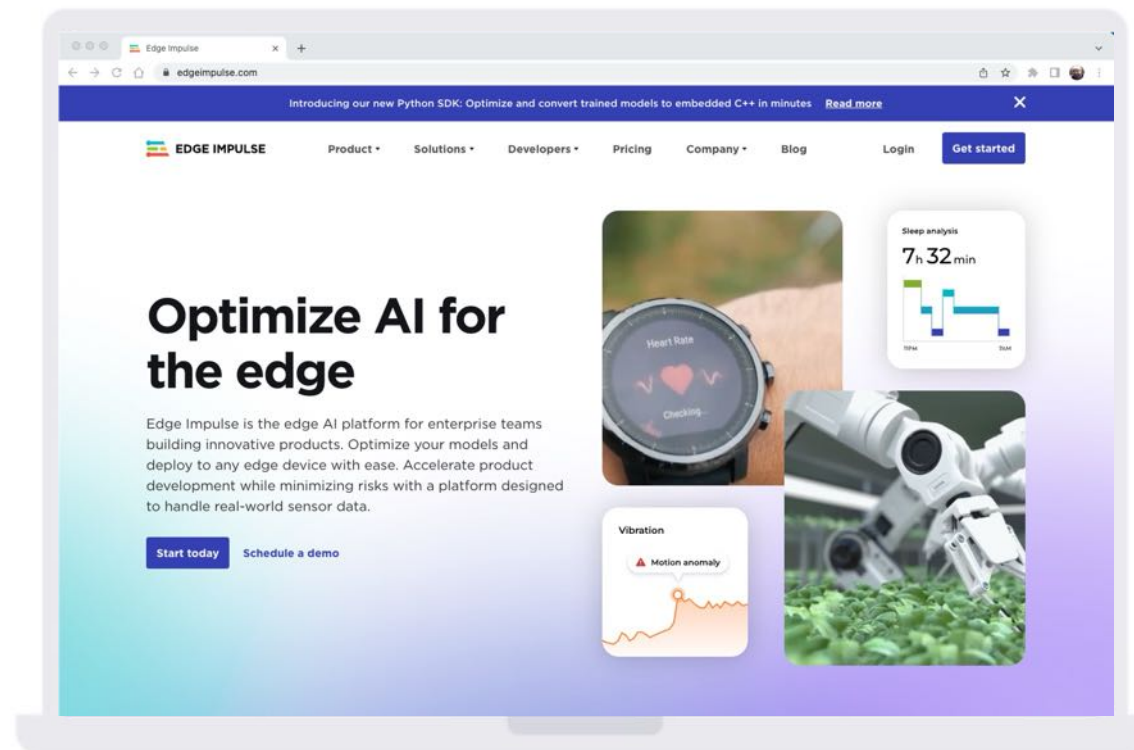 Edge Impulse
edgeimpulse.com
Introducing our new Python SDK: Optimize and convert trained models to embedded C++ in minutes Read more
EDGE IMPULSE
Product
Solutions
Developers
Pricing
Company
Blog
Login
Get started
Optimize AI for
the edge
Edge Impulse is the edge AI platform for enterprise teams
building innovative products. Optimize your models and
deploy to any edge device with ease. Accelerate product
development while minimizing risks with a platform designed
to handle real-world sensor data.
Start today
Schedule a demo
Heart Rate
Checking...
Sleep analysis
7h 32 min
11PM
7AM
Vibration
Motion anomaly